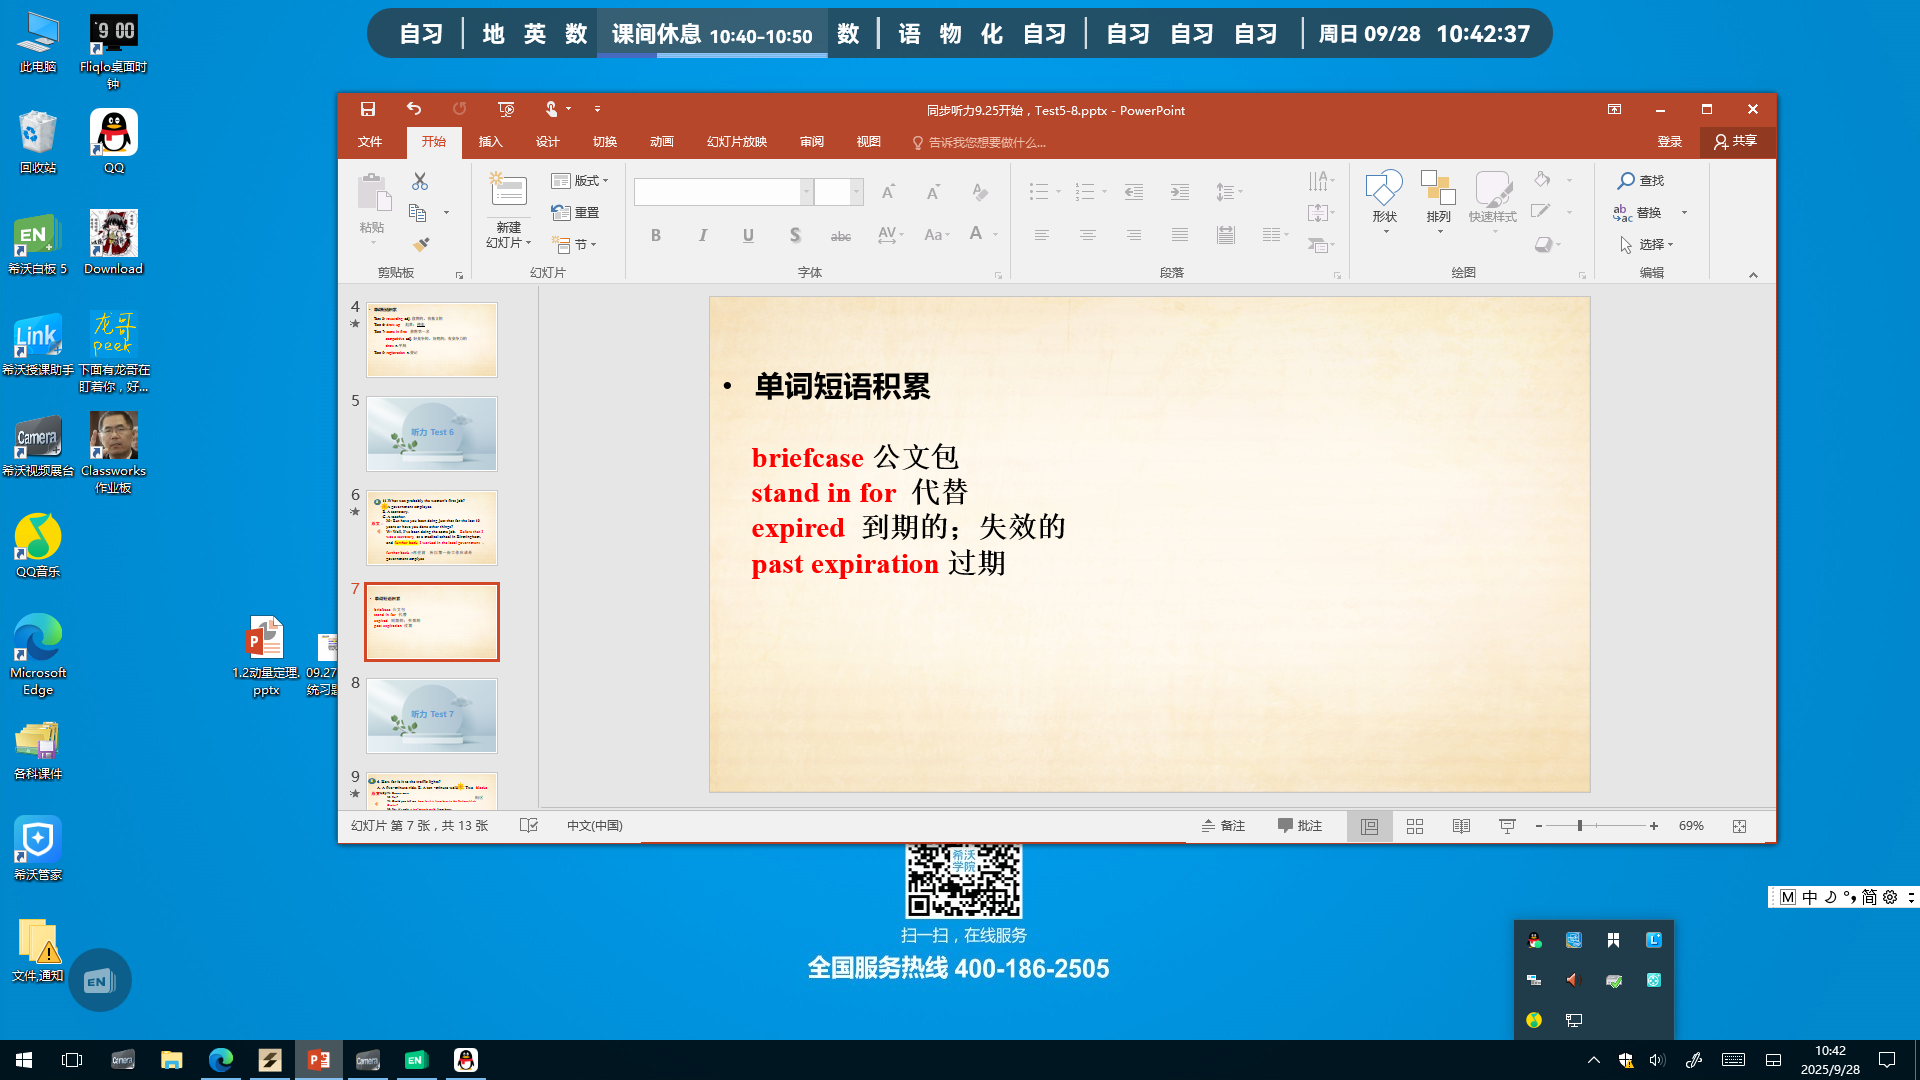 自习 地 英 数 课间休息 10:40-10:50 数 语 物 化 自习 自习 自习 自习 周日 09/28 10:42:37
此电脑
Fliqlo桌面时钟
回收站
QQ
希沃白板 5
Download
希沃授课助手
下面有龙哥在盯着你，好...
龙哥
peek
Link
EN
Camera
希沃视频展台
Classworks作业板
QQ音乐
Microsoft Edge
1.2动量定理.pptx
09.27
各科课件
希沃管家
文件,通知
EN
同步听力9.25开始，Test5-8.pptx - PowerPoint
文件 开始 插入 设计 切换 动画 幻灯片放映 审阅 视图 告诉我您想要做什么... 登录 共享
粘贴
剪贴板
新建
幻灯片
版式
重置
节
幻灯片
B I U S abc AV Aa A
字体
段落
形状 排列 快速样式
绘图
查找
替换
选择
编辑
4
5
听力 Test 6
6
7
8
听力 Test 7
9
• 单词短语积累
briefcase 公文包
stand in for 代替
expired 到期的；失效的
past expiration 过期
幻灯片 第 7 张，共 13 张 中文(中国) 备注 批注 69%
希沃
学院
扫一扫，在线服务
全国服务热线 400-186-2505
M 中 简
10:42
2025/9/28